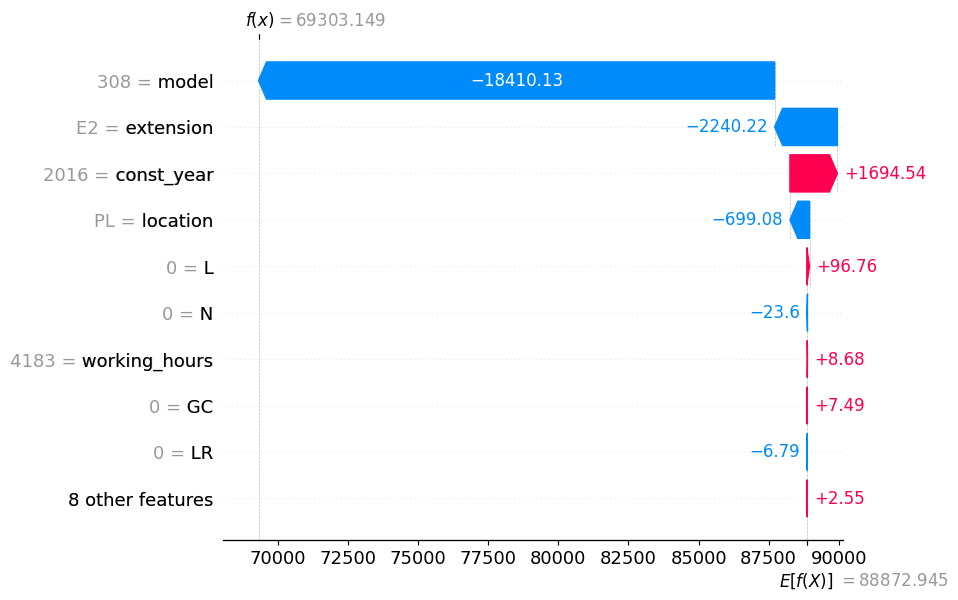 f(x) = 69303.149
308 = model
−18410.13
E2 = extension
−2240.22
2016 = const_year
+1694.54
PL = location
−699.08
0 = L
+96.76
0 = N
−23.6
4183 = working_hours
+8.68
0 = GC
+7.49
0 = LR
−6.79
8 other features
+2.55
70000 72500 75000 77500 80000 82500 85000 87500 90000
E[f(X)] = 88872.945